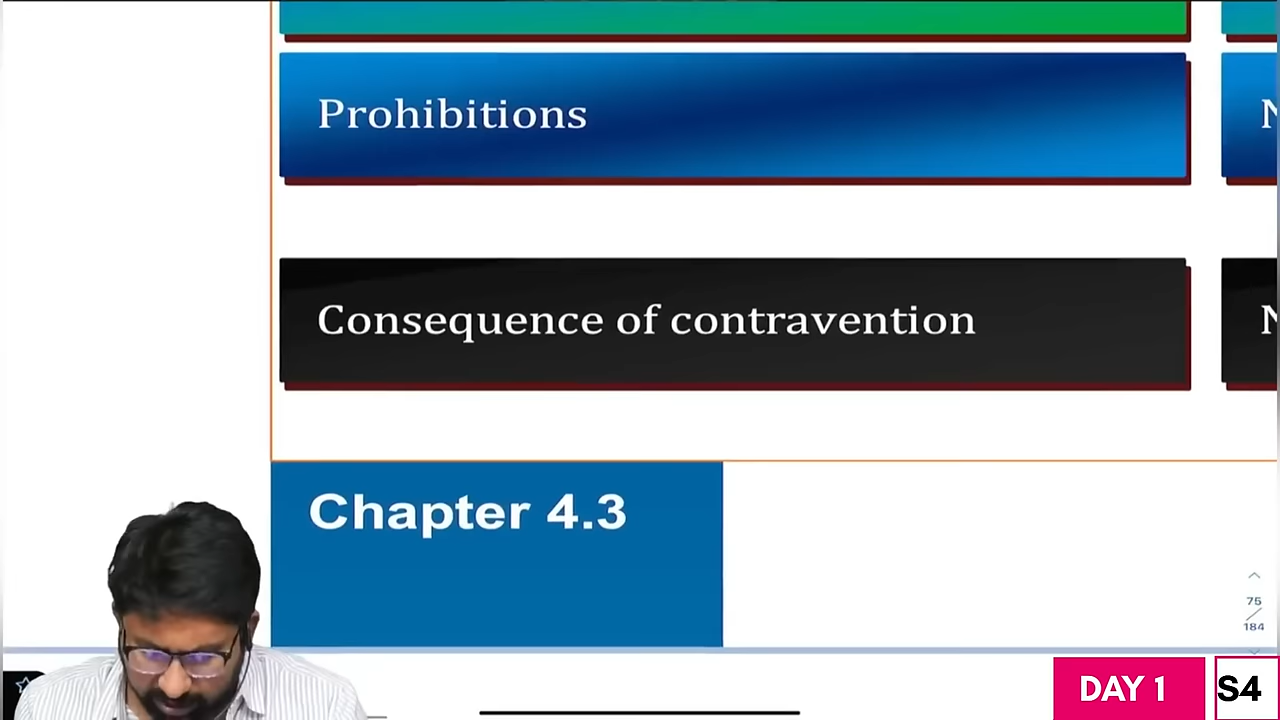 Prohibitions
N
Consequence of contravention
N
Chapter 4.3
75
184
DAY 1
S4